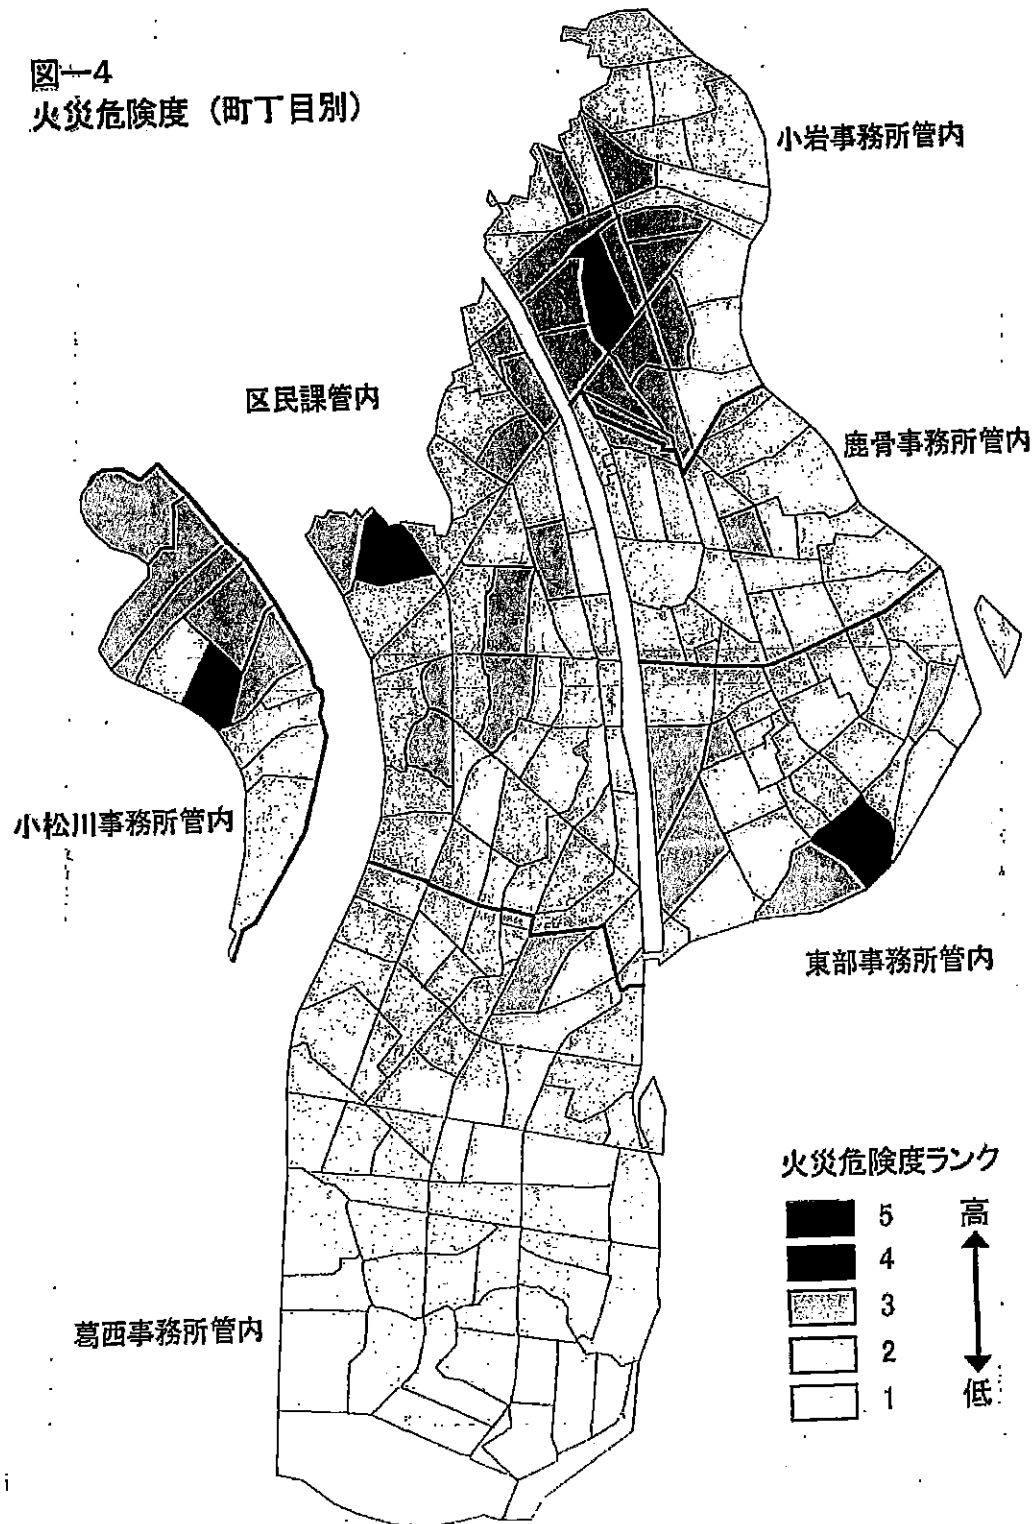 図―4
火災危険度（町丁目別）
小岩事務所管内
区民課管内
鹿骨事務所管内
小松川事務所管内
東部事務所管内
葛西事務所管内
火災危険度ランク
5 高
4
3
2
1 低